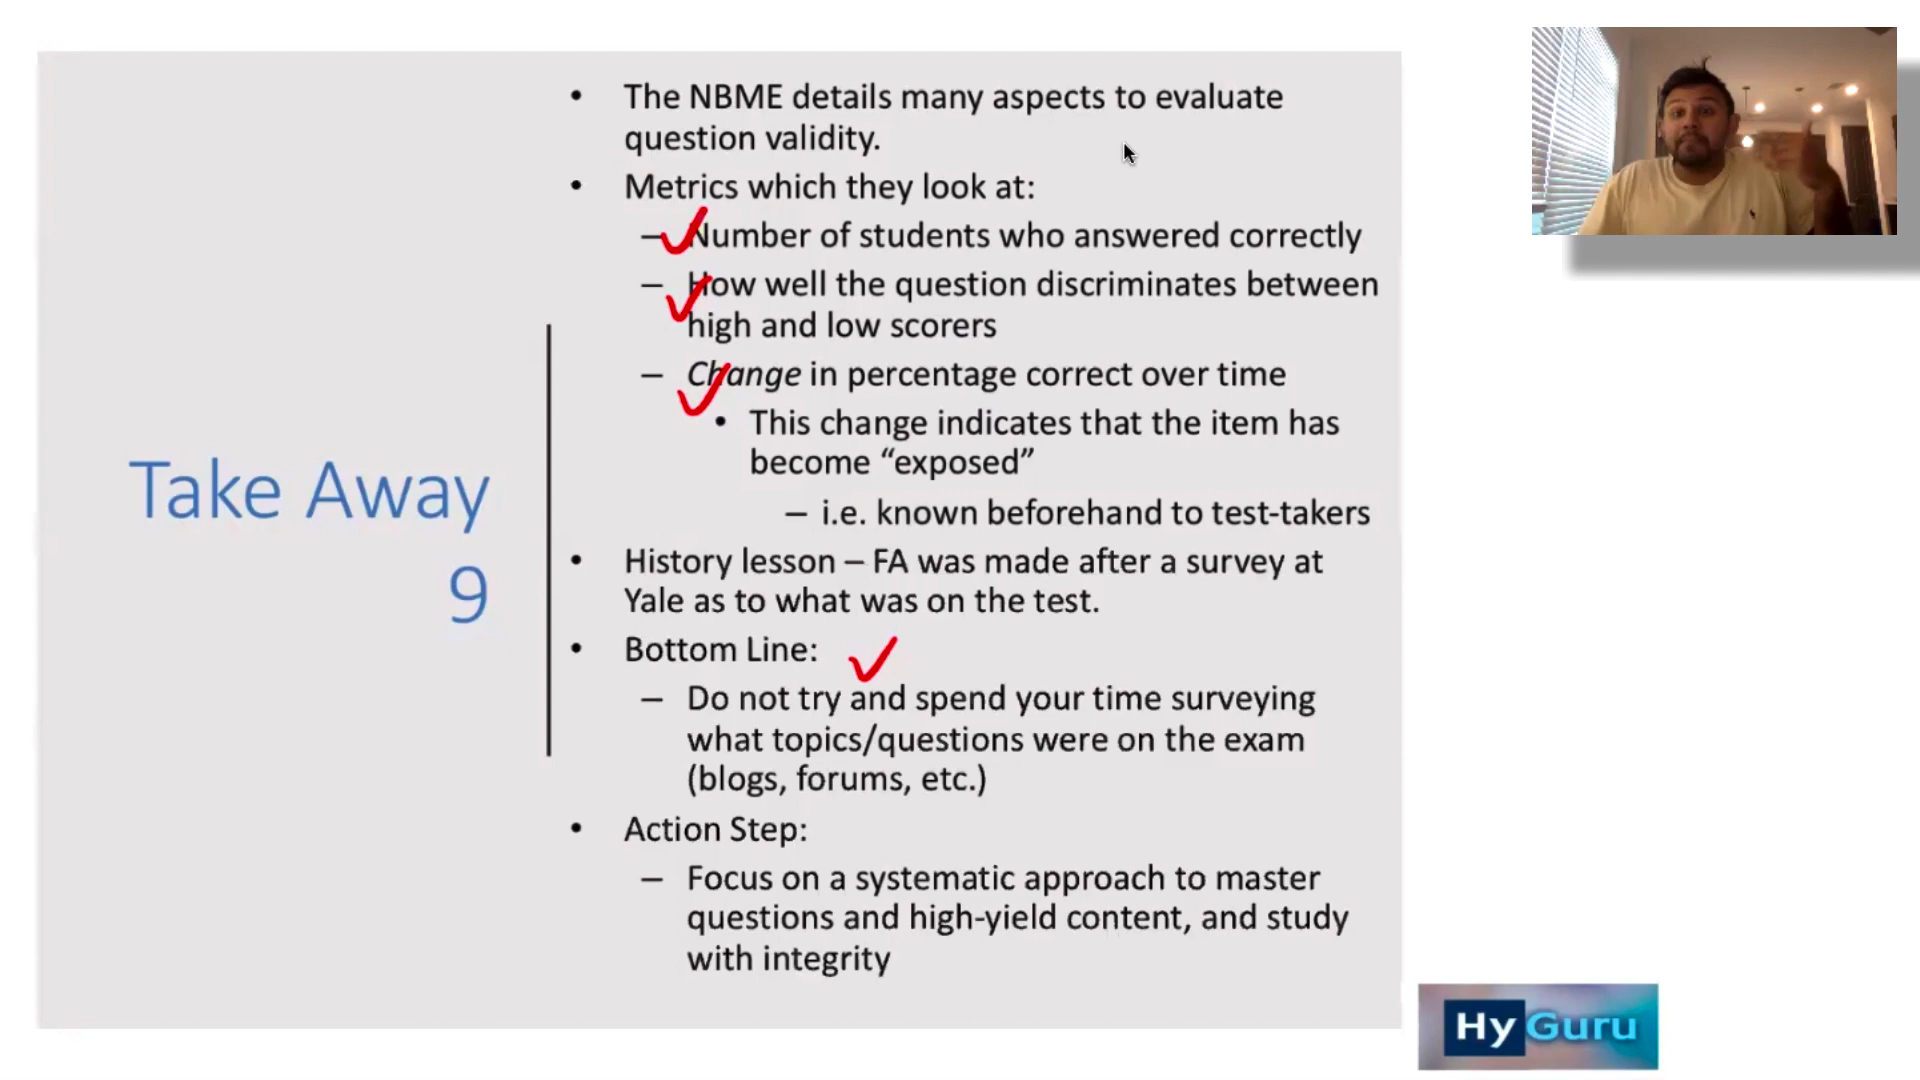 Take Away
9
• The NBME details many aspects to evaluate
question validity.
• Metrics which they look at:
– Number of students who answered correctly
– How well the question discriminates between
high and low scorers
– Change in percentage correct over time
• This change indicates that the item has
become “exposed”
– i.e. known beforehand to test-takers
• History lesson – FA was made after a survey at
Yale as to what was on the test.
• Bottom Line:
– Do not try and spend your time surveying
what topics/questions were on the exam
(blogs, forums, etc.)
• Action Step:
– Focus on a systematic approach to master
questions and high-yield content, and study
with integrity
HyGuru